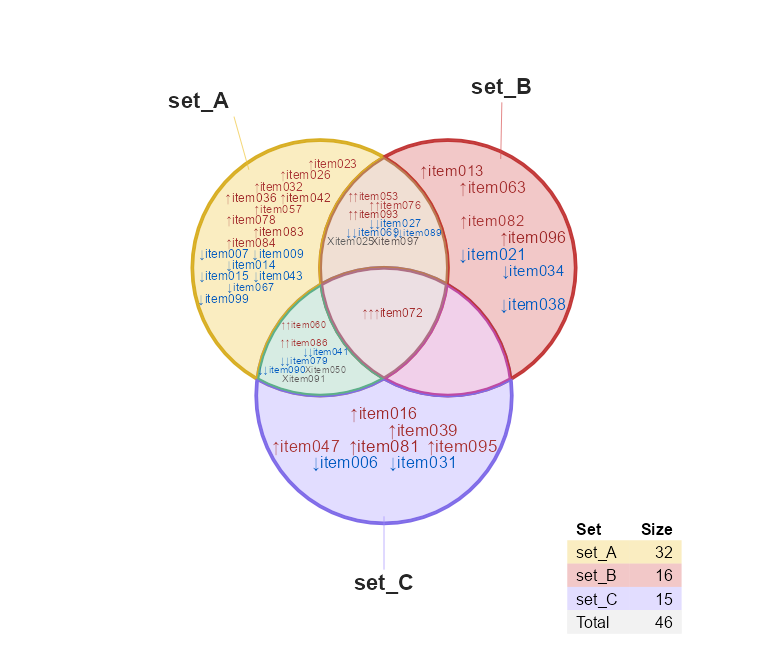 set_B
set_A
↑item023
↑item026
↑item032
↑item036 ↑item042
↑item057
↑item078
↑item083
↑item084
↓item007 ↓item009
↓item014
↓item015 ↓item043
↓item067
↓item099
↑↑item053
↑↑item076
↑↑item093
↓↓item027
↓↓item069 ↓↓item089
Xitem025 Xitem097
↑item013
↑item063
↑item082
↑item096
↓item021
↓item034
↓item038
↑↑↑item072
↑↑item060
↑↑item086
↓↓item041
↓↓item079
↓↓item090 Xitem050
Xitem091
↑item016
↑item039
↑item047 ↑item081 ↑item095
↓item006 ↓item031
set_C
Set Size
set_A 32
set_B 16
set_C 15
Total 46